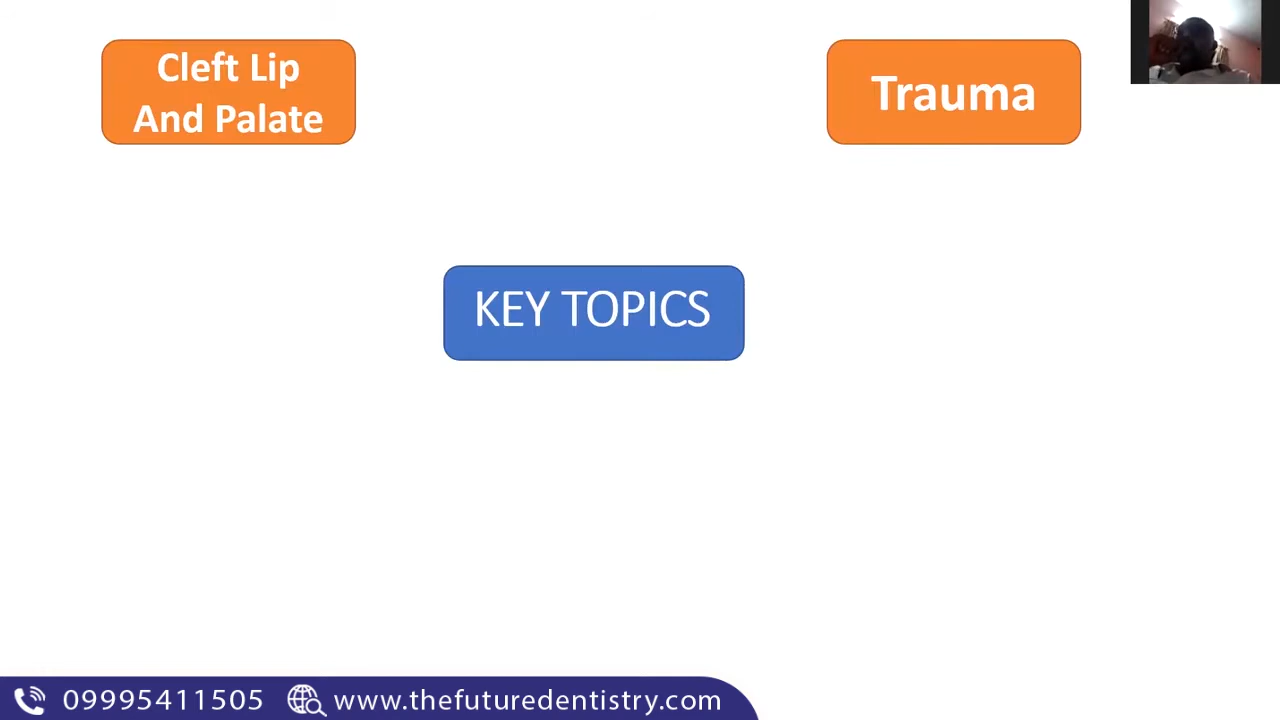 Cleft Lip
And Palate
Trauma
KEY TOPICS
09995411505 www.thefuturedentistry.com